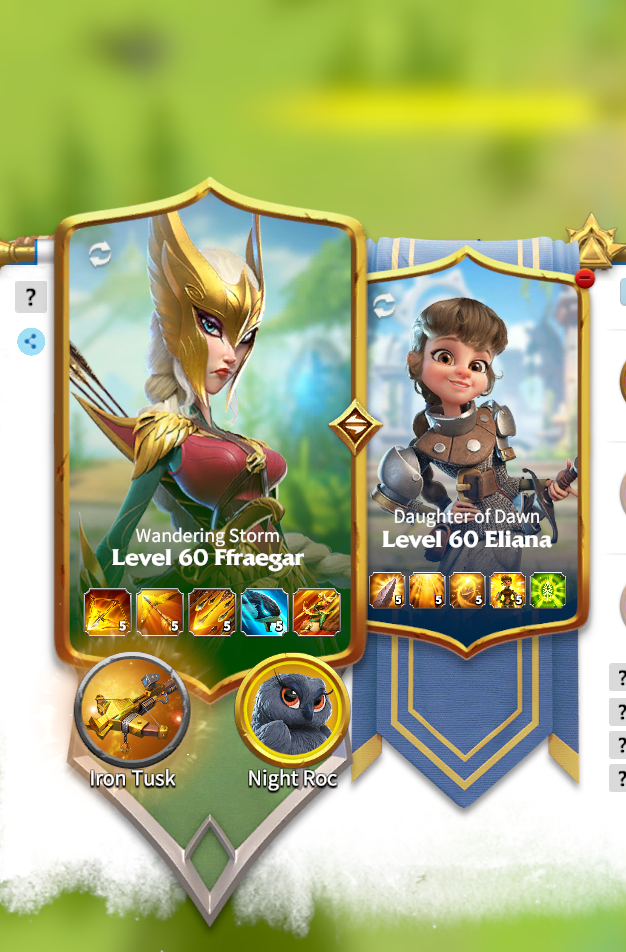 ?
Wandering Storm
Level 60 Ffraegar
5 5 5 5
Daughter of Dawn
Level 60 Eliana
5 5 5 5
Iron Tusk
Night Roc
?
?
?
?